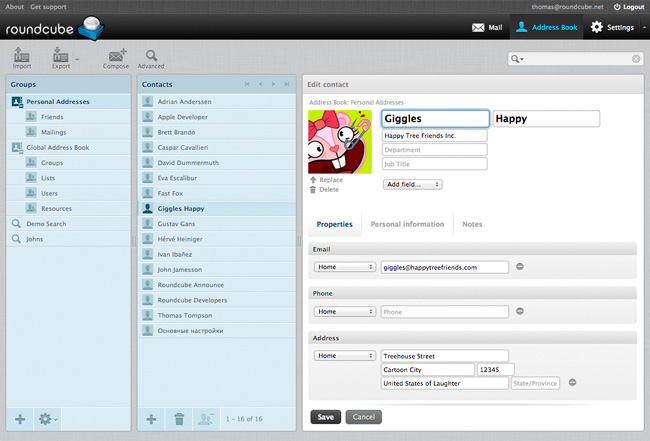 About Get support
thomas@roundcube.net Logout
roundcube
Mail Address Book Settings
Import Export Compose Advanced
Groups
Personal Addresses
Friends
Mailings
Global Address Book
Groups
Lists
Users
Resources
Demo Search
Johns
Contacts
Adrian Anderssen
Apple Developer
Brett Brando
Caspar Cavallieri
David Dummermuth
Eva Escalibur
Fast Fox
Giggles Happy
Gustav Gans
Hérvé Heiniger
Ivan Ibañez
John Jamesson
Roundcube Announce
Roundcube Developers
Thomas Tompson
Основные настройки
1 – 16 of 16
Edit contact
Address Book: Personal Addresses
Giggles Happy
Happy Tree Friends Inc.
Department
Job Title
Replace
Delete
Add field...
Properties Personal information Notes
Email
Home giggles@happytreefriends.com
Phone
Home Phone
Address
Home Treehouse Street
Cartoon City 12345
United States of Laughter State/Province
Save Cancel